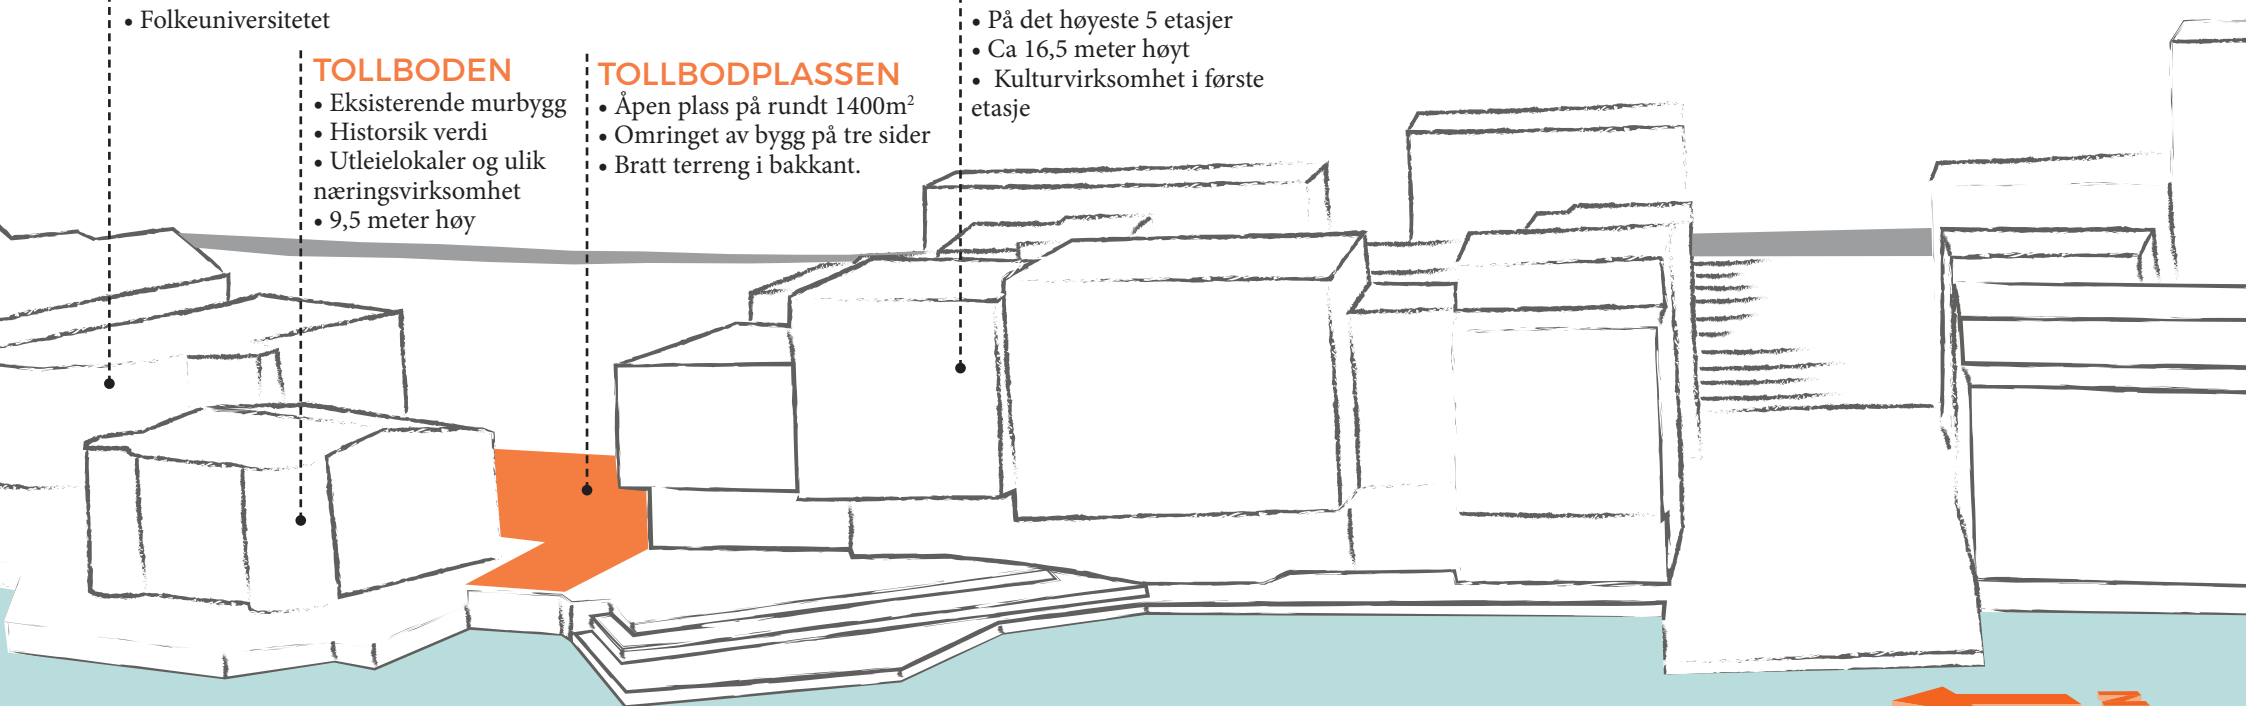 • Folkeuniversitetet
TOLLBODEN
• Eksisterende murbygg
• Historsik verdi
• Utleielokaler og ulik
næringsvirksomhet
• 9,5 meter høy
TOLLBODPLASSEN
• Åpen plass på rundt 1400m²
• Omringet av bygg på tre sider
• Bratt terreng i bakkant.
• På det høyeste 5 etasjer
• Ca 16,5 meter høyt
• Kulturvirksomhet i første
etasje